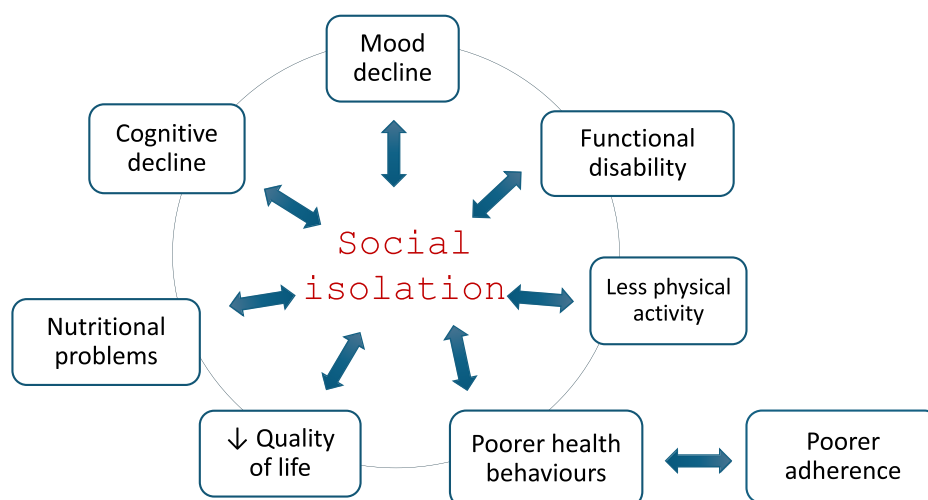 Mood
decline
Cognitive
decline
Functional
disability
Social
isolation
Less physical
activity
Nutritional
problems
↓ Quality
of life
Poorer health
behaviours
Poorer
adherence